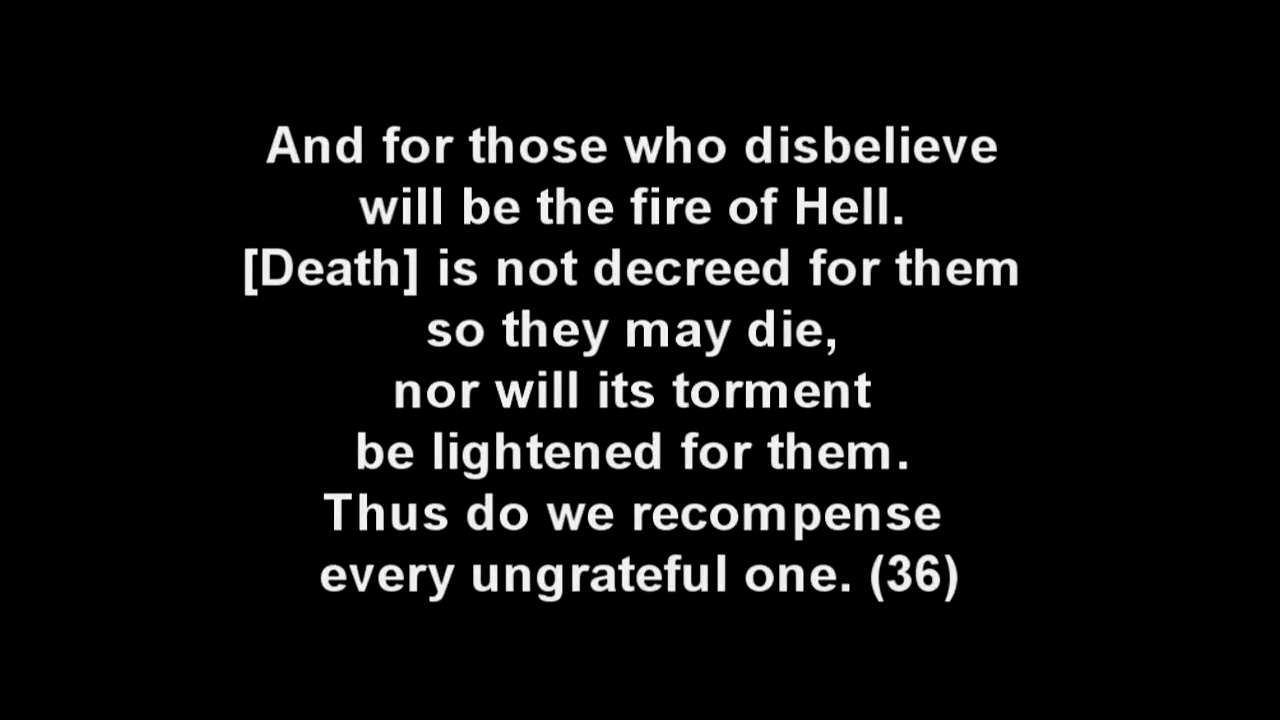 And for those who disbelieve
will be the fire of Hell.
[Death] is not decreed for them
so they may die,
nor will its torment
be lightened for them.
Thus do we recompense
every ungrateful one. (36)